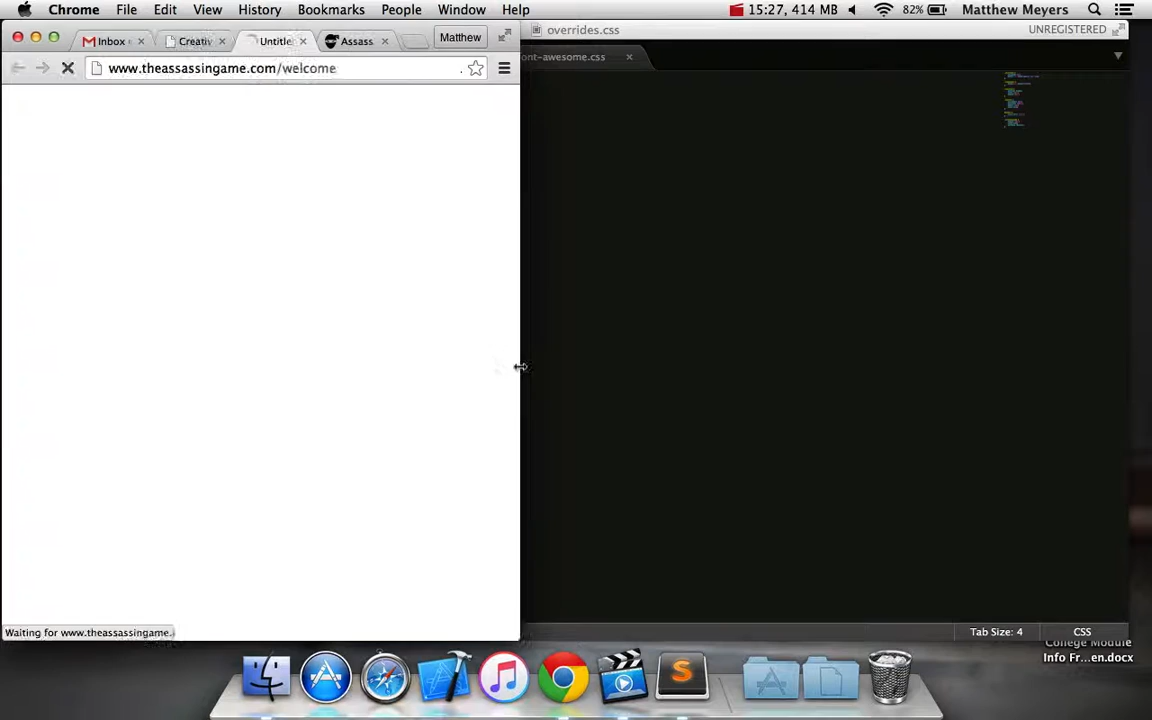 Chrome File Edit View History Bookmarks People Window Help 15:27, 414 MB 82% Matthew Meyers
overrides.css UNREGISTERED
Inbox Creativ Untitle Assass Matthew
ont-awesome.css
www.theassassingame.com/welcome
Waiting for www.theassassingame.
Tab Size: 4 CSS
College Module
Info Fr...en.docx